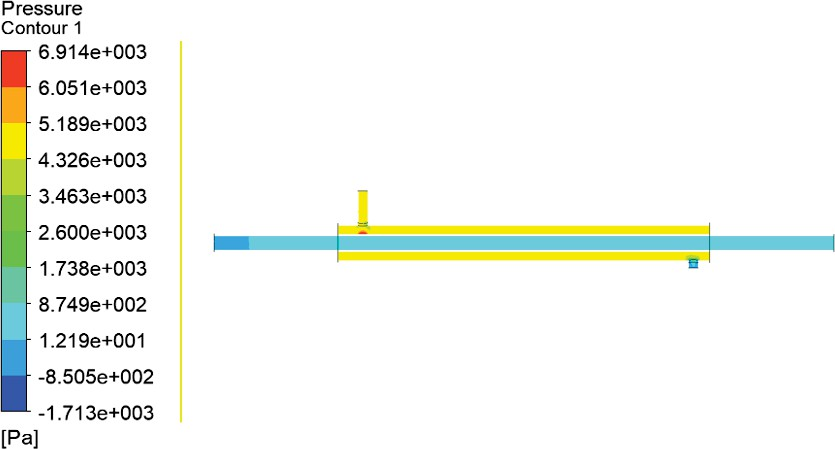 Pressure
Contour 1
6.914e+003
6.051e+003
5.189e+003
4.326e+003
3.463e+003
2.600e+003
1.738e+003
8.749e+002
1.219e+001
-8.505e+002
-1.713e+003
[Pa]